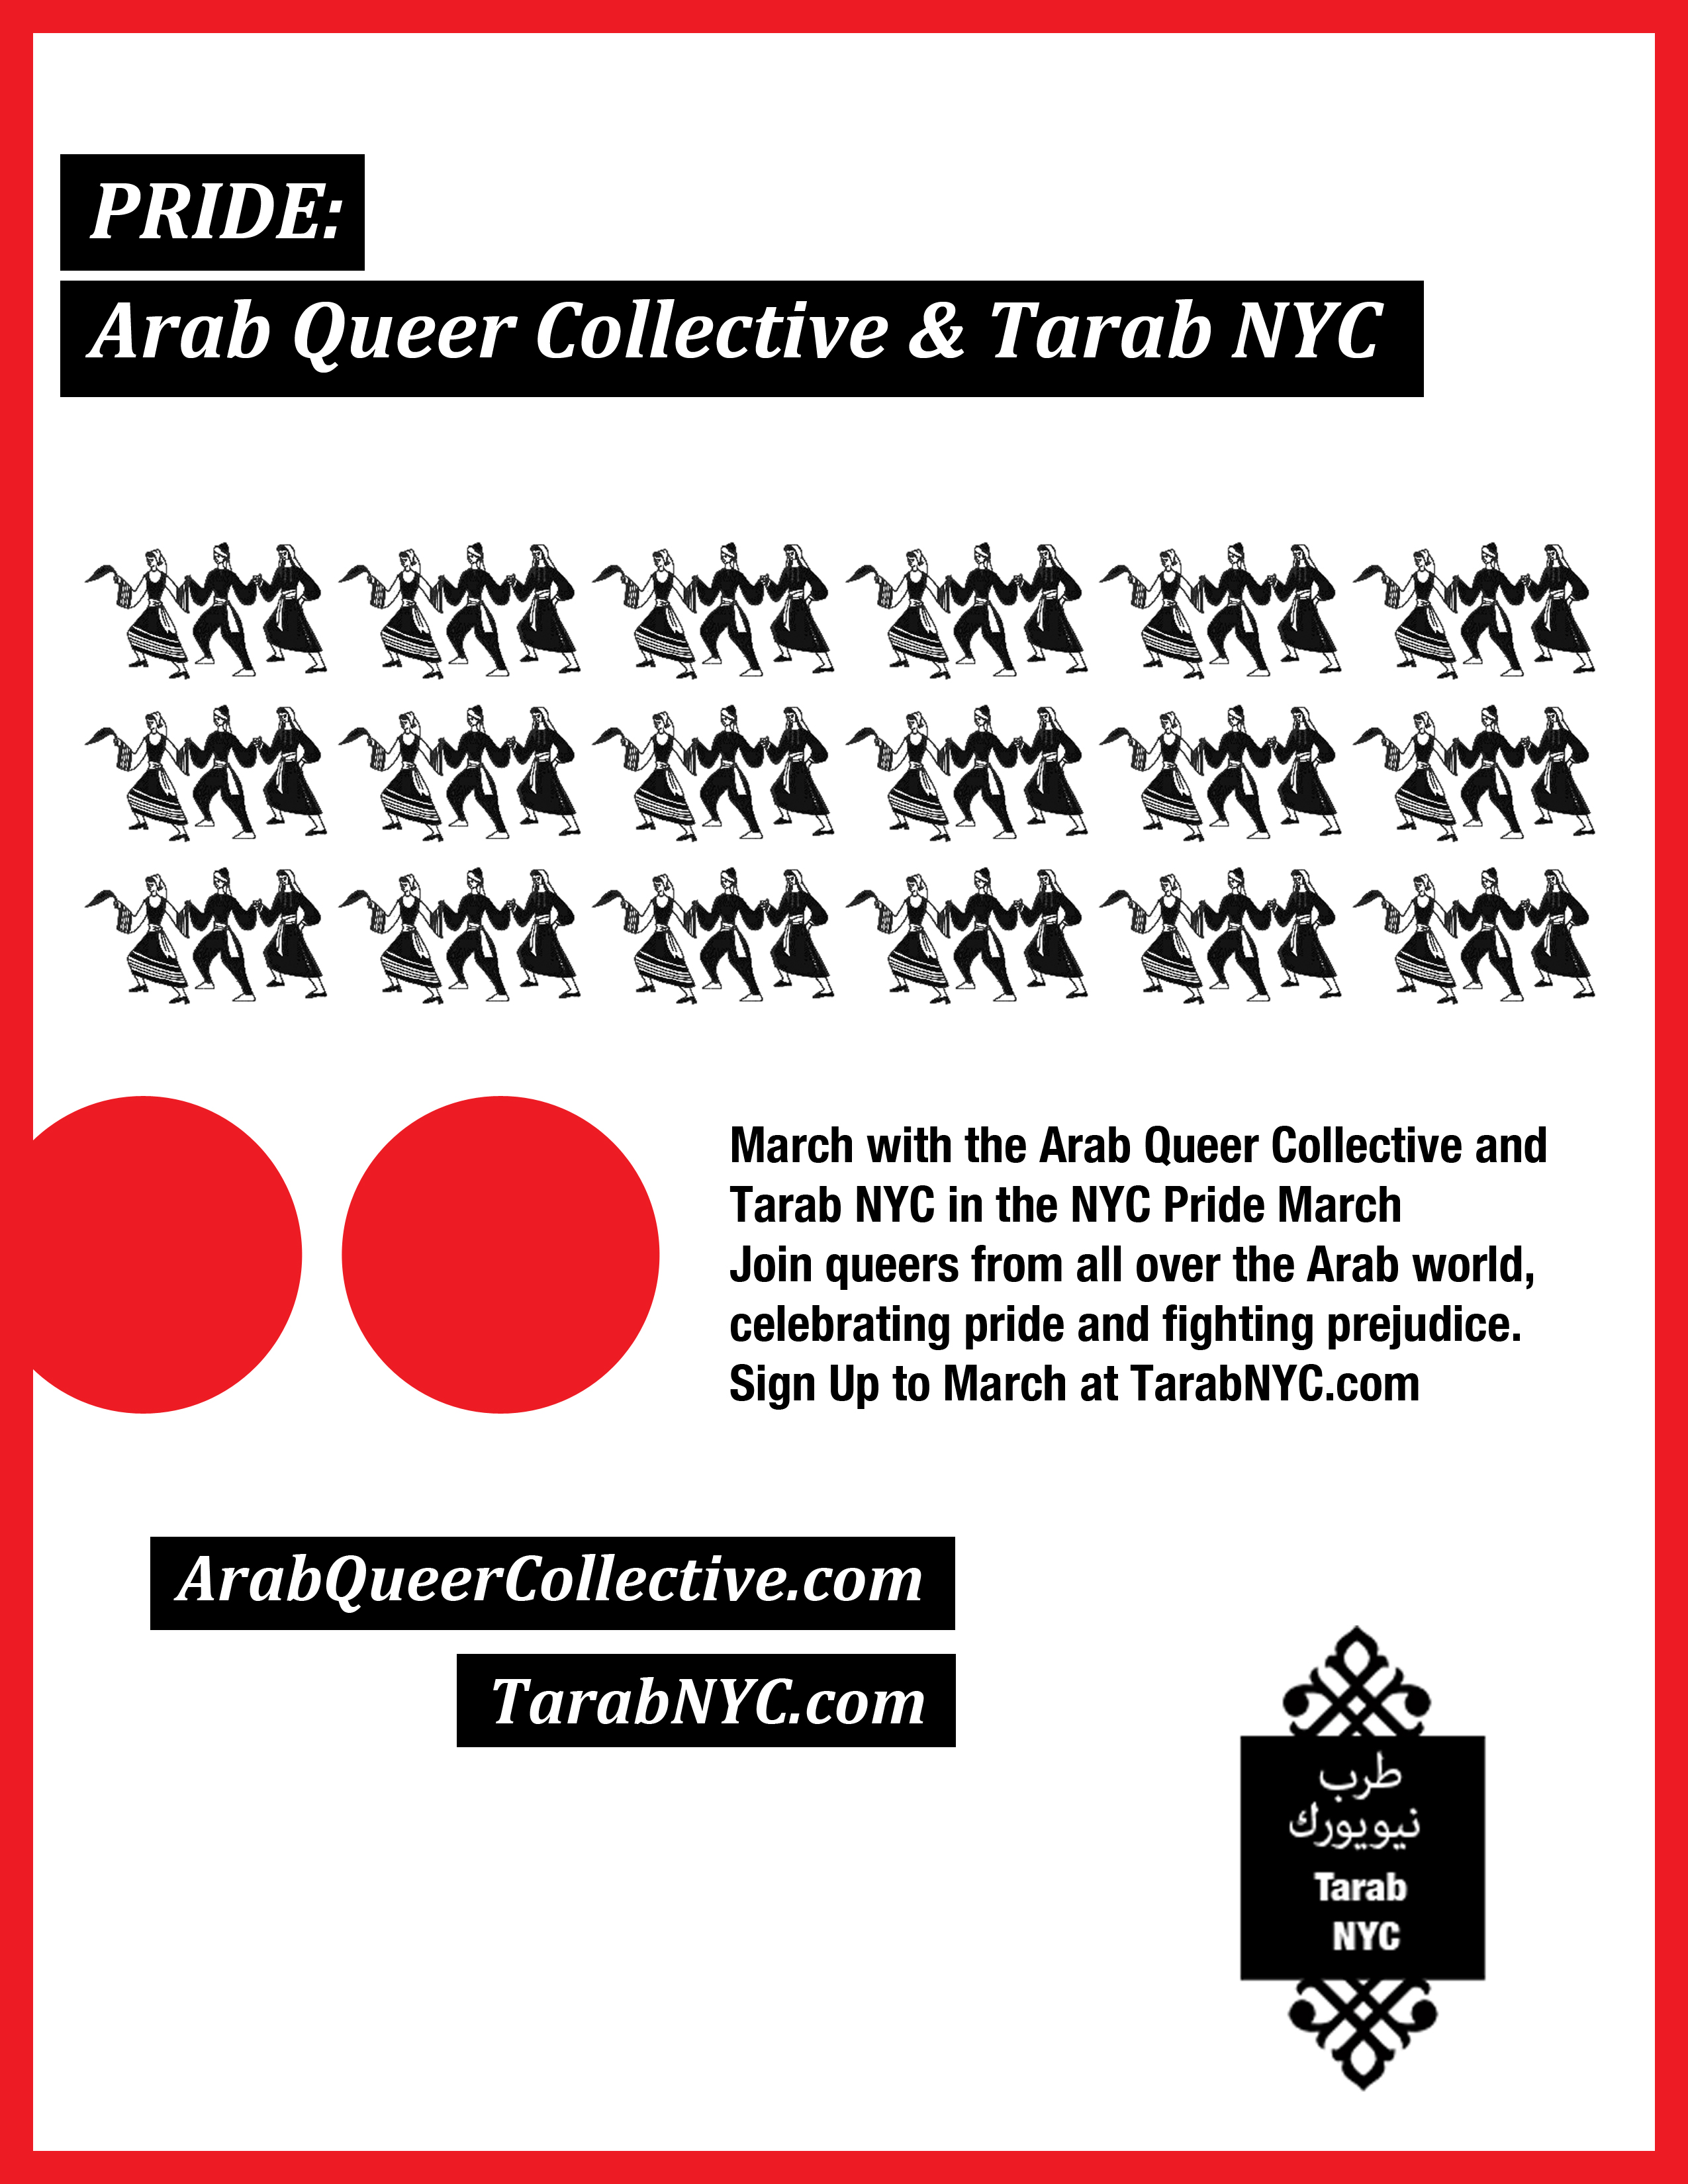 PRIDE:
Arab Queer Collective & Tarab NYC
March with the Arab Queer Collective and
Tarab NYC in the NYC Pride March
Join queers from all over the Arab world,
celebrating pride and fighting prejudice.
Sign Up to March at TarabNYC.com
ArabQueerCollective.com
TarabNYC.com
طرب
نيويورك
Tarab
NYC